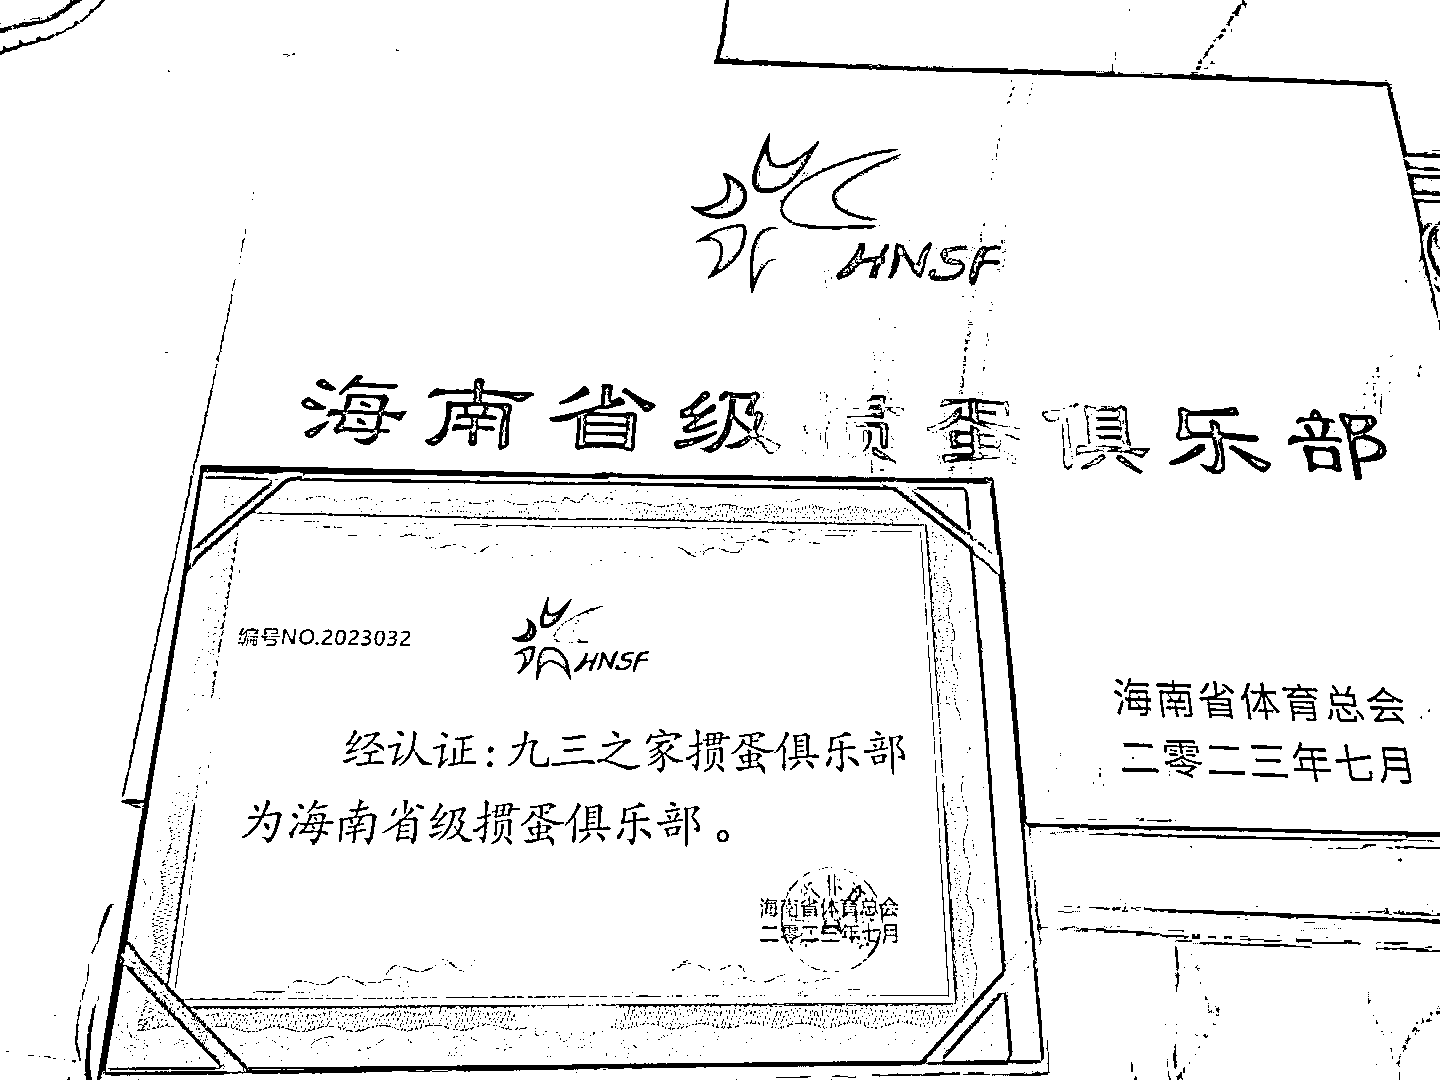 HNSF
海南省级掼蛋俱乐部
编号NO.2023032
HNSF
经认证：九三之家掼蛋俱乐部
为海南省级掼蛋俱乐部。
海南省体育总会
二零二三年七月
海南省体育总会
二零二三年七月